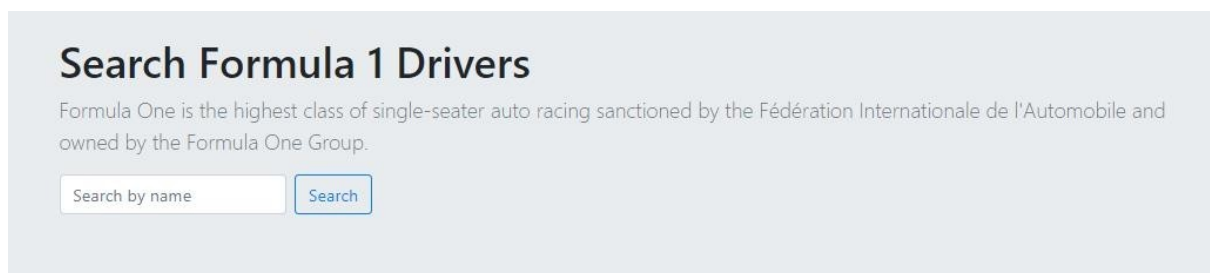 Search Formula 1 Drivers
Formula One is the highest class of single-seater auto racing sanctioned by the Fédération Internationale de l'Automobile and
owned by the Formula One Group.
Search by name Search